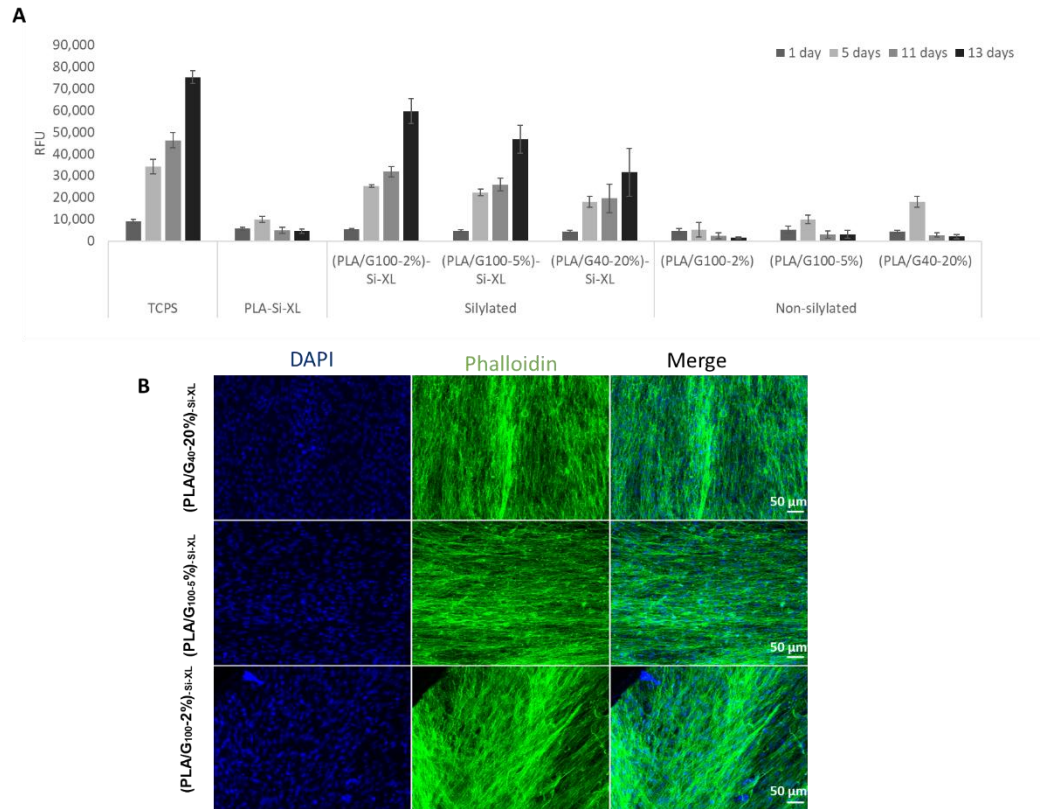 A
90,000
80,000
70,000
60,000
50,000
40,000
30,000
20,000
10,000
0
RFU
1 day 5 days 11 days 13 days
(PLA/G100-2%)- (PLA/G100-5%)- (PLA/G40-20%)- (PLA/G100-2%) (PLA/G100-5%) (PLA/G40-20%)
Si-XL Si-XL Si-XL
TCPS PLA-Si-XL Silylated Non-silylated
B
DAPI Phalloidin Merge
(PLA/G40-20%)-Si-XL
50 µm
(PLA/G100-5%)-Si-XL
50 µm
(PLA/G100-2%)-Si-XL
50 µm